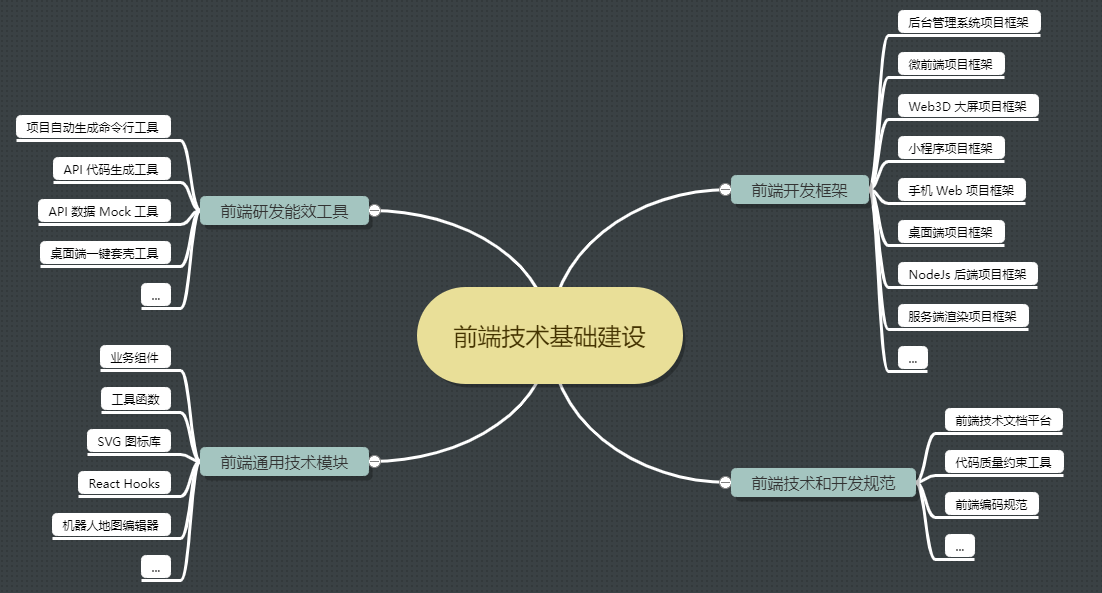 前端技术基础建设
前端开发框架
后台管理系统项目框架
微前端项目框架
Web3D 大屏项目框架
小程序项目框架
手机 Web 项目框架
桌面端项目框架
NodeJs 后端项目框架
服务端渲染项目框架
...
前端技术和开发规范
前端技术文档平台
代码质量约束工具
前端编码规范
...
前端研发能效工具
项目自动生成命令行工具
API 代码生成工具
API 数据 Mock 工具
桌面端一键套壳工具
...
前端通用技术模块
业务组件
工具函数
SVG 图标库
React Hooks
机器人地图编辑器
...